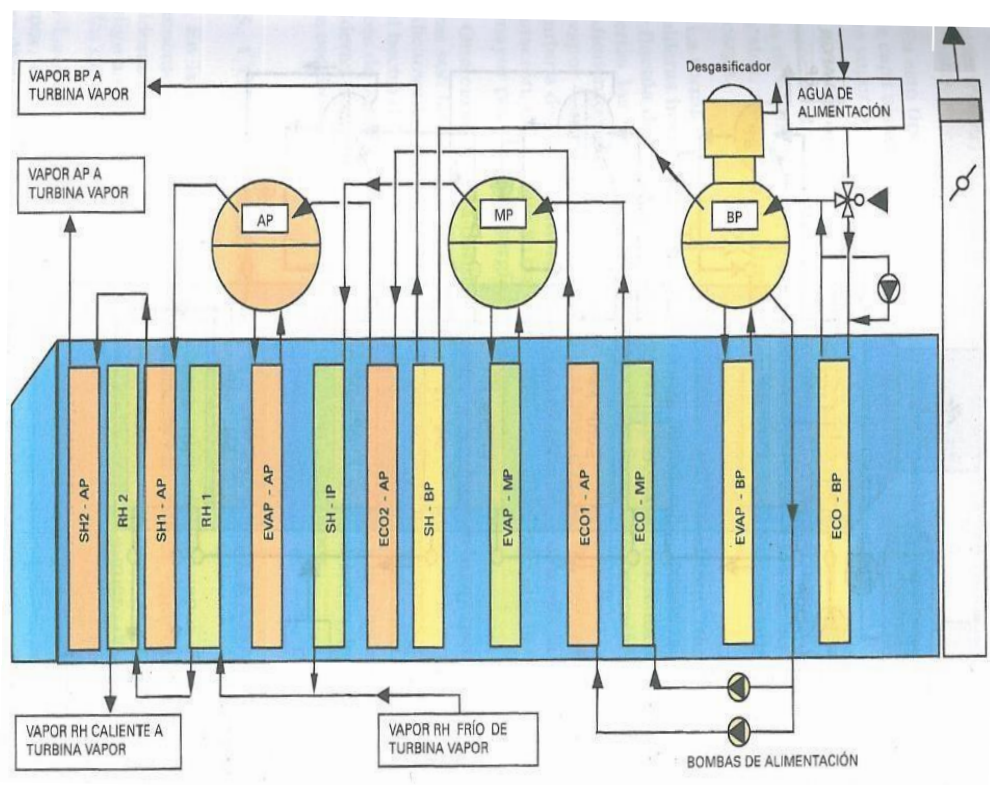 VAPOR BP A
TURBINA VAPOR
Desgasificador
AGUA DE
ALIMENTACIÓN
VAPOR AP A
TURBINA VAPOR
AP
MP
BP
SH2 - AP
RH 2
SH1 - AP
RH 1
EVAP - AP
SH - IP
ECO2 - AP
SH - BP
EVAP - MP
ECO1 - AP
ECO - MP
EVAP - BP
ECO - BP
VAPOR RH CALIENTE A
TURBINA VAPOR
VAPOR RH FRÍO DE
TURBINA VAPOR
BOMBAS DE ALIMENTACIÓN